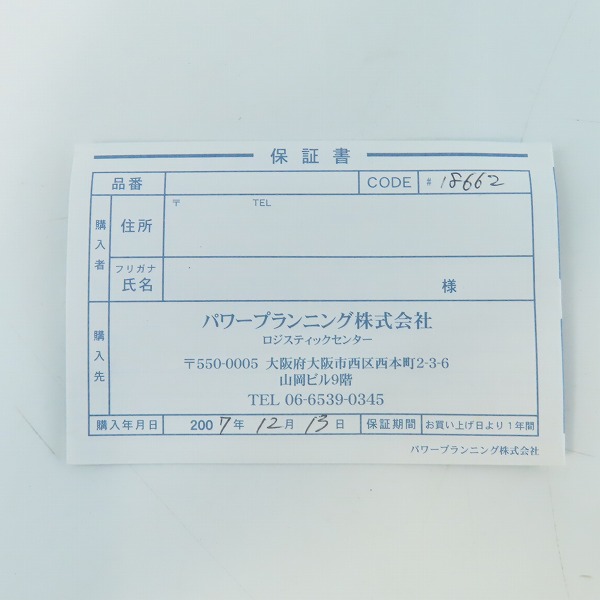 保証書
品番 CODE # 18662
購入者 住所 〒 TEL
フリガナ
氏名 様
購入先
パワープランニング株式会社
ロジスティックセンター
〒550-0005 大阪府大阪市西区西本町2-3-6
山岡ビル9階
TEL 06-6539-0345
購入年月日 2007年 12月 13日 保証期間 お買い上げ日より1年間
パワープランニング株式会社